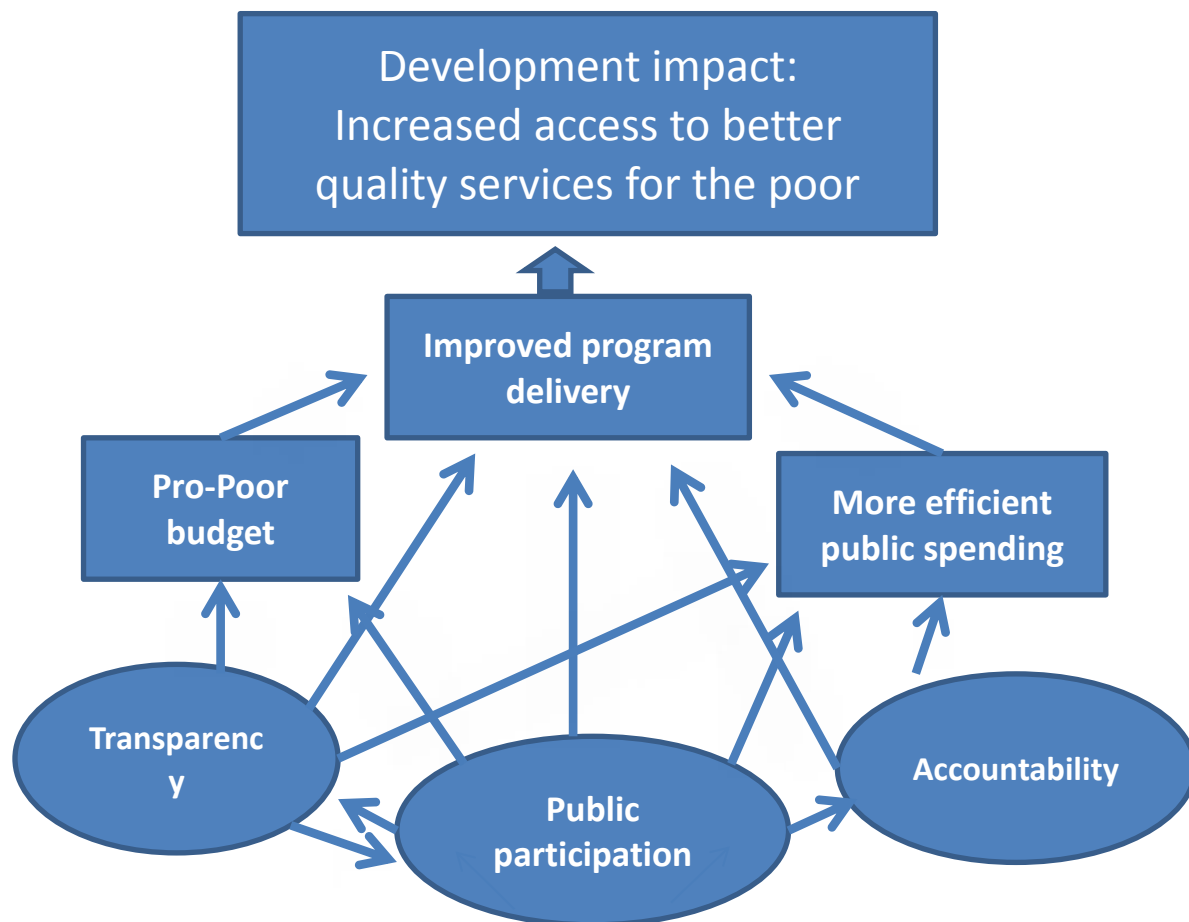 Development impact:
Increased access to better
quality services for the poor
Improved program
delivery
Pro-Poor
budget
More efficient
public spending
Transparenc
y
Public
participation
Accountability